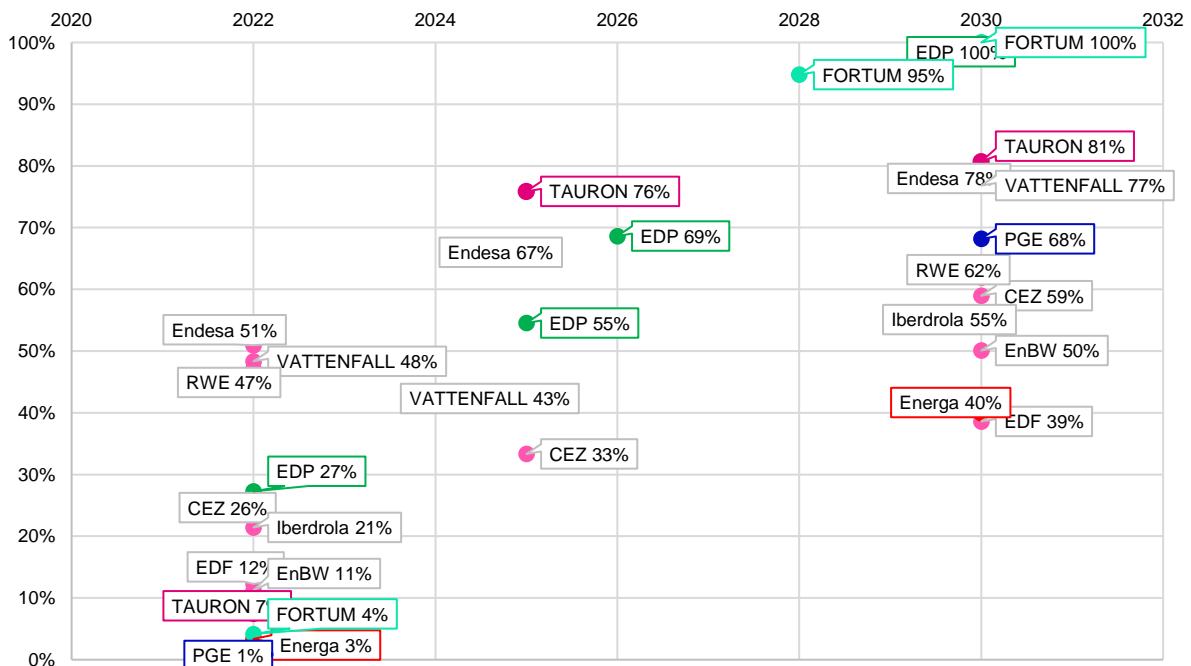 2020 2022 2024 2026 2028 2030 2032
100%
EDP 100%
FORTUM 100%
FORTUM 95%
90%
80%
TAURON 81%
Endesa 78%
VATTENFALL 77%
TAURON 76%
70%
EDP 69%
PGE 68%
Endesa 67%
RWE 62%
60%
CEZ 59%
EDP 55%
Iberdrola 55%
Endesa 51%
50%
EnBW 50%
VATTENFALL 48%
RWE 47%
VATTENFALL 43%
40%
Energa 40%
EDF 39%
CEZ 33%
30%
EDP 27%
CEZ 26%
20%
Iberdrola 21%
EDF 12%
EnBW 11%
10%
TAURON 7%
FORTUM 4%
Energa 3%
PGE 1%
0%